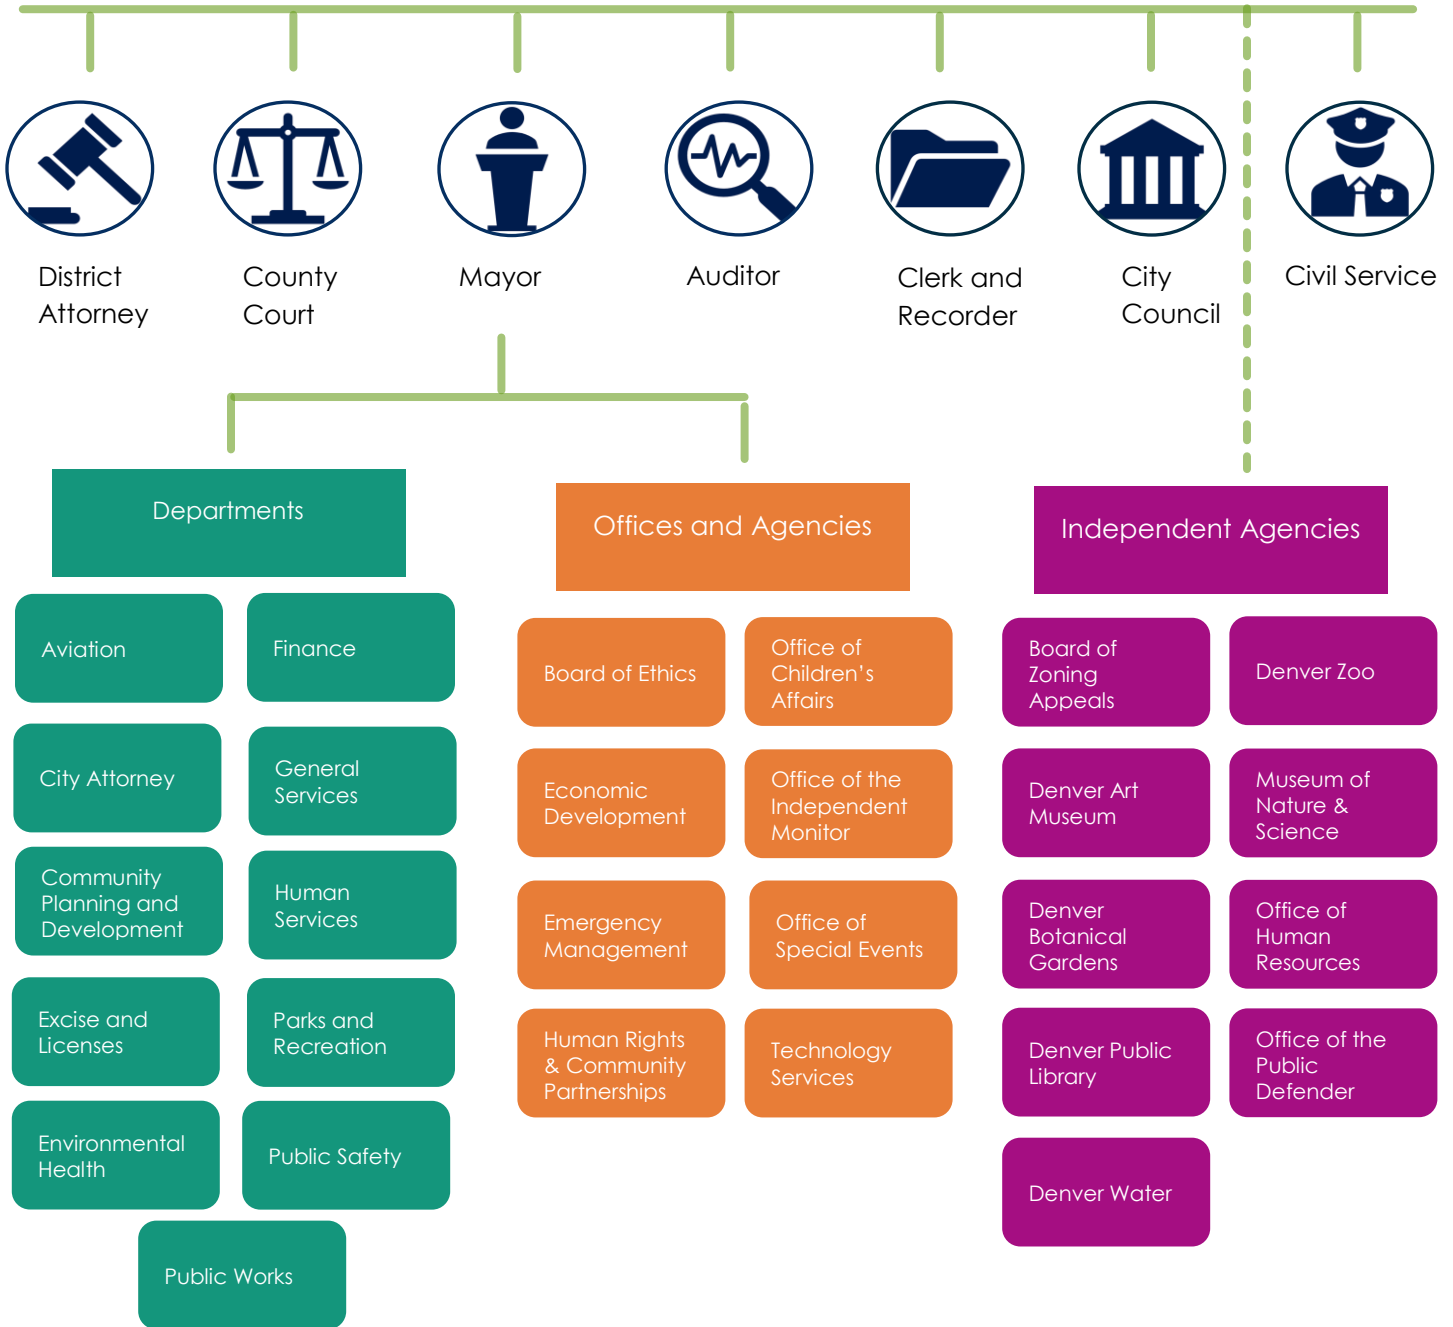 District
Attorney
County
Court
Mayor
Auditor
Clerk and
Recorder
City
Council
Civil Service
Departments
Aviation
Finance
City Attorney
General
Services
Community
Planning and
Development
Human
Services
Excise and
Licenses
Parks and
Recreation
Environmental
Health
Public Safety
Public Works
Offices and Agencies
Board of Ethics
Office of
Children’s
Affairs
Economic
Development
Office of the
Independent
Monitor
Emergency
Management
Office of
Special Events
Human Rights
& Community
Partnerships
Technology
Services
Independent Agencies
Board of
Zoning
Appeals
Denver Zoo
Denver Art
Museum
Museum of
Nature &
Science
Denver
Botanical
Gardens
Office of
Human
Resources
Denver Public
Library
Office of the
Public
Defender
Denver Water